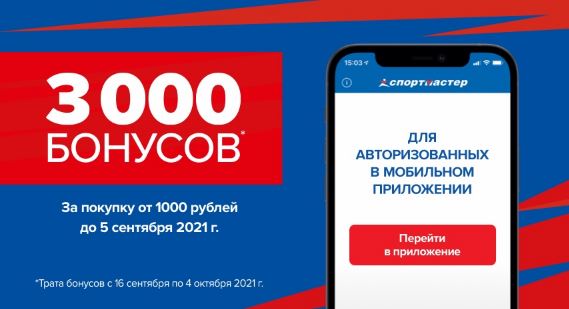 3 000
БОНУСОВ*
За покупку от 1000 рублей
до 5 сентября 2021 г.
*Трата бонусов с 16 сентября по 4 октября 2021 г.
15:03
спортмастер
ДЛЯ
АВТОРИЗОВАННЫХ
В МОБИЛЬНОМ
ПРИЛОЖЕНИИ
Перейти
в приложение